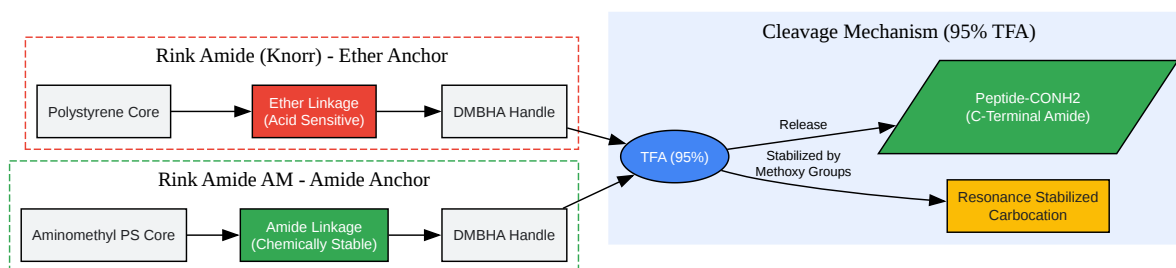 Rink Amide (Knorr) - Ether Anchor
Polystyrene Core
Ether Linkage
(Acid Sensitive)
DMBHA Handle
Rink Amide AM - Amide Anchor
Aminomethyl PS Core
Amide Linkage
(Chemically Stable)
DMBHA Handle
Cleavage Mechanism (95% TFA)
TFA (95%)
Release
Stabilized by
Methoxy Groups
Peptide-CONH2
(C-Terminal Amide)
Resonance Stabilized
Carbocation